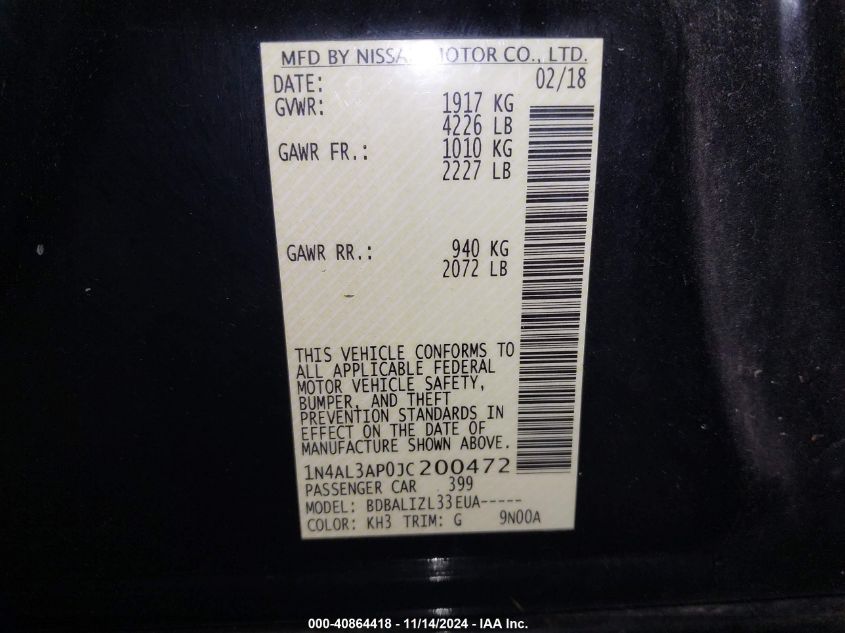 MFD BY NISSA MOTOR CO., LTD.
DATE: 02/18
GVWR: 1917 KG
4226 LB
GAWR FR.: 1010 KG
2227 LB
GAWR RR.: 940 KG
2072 LB
THIS VEHICLE CONFORMS TO
ALL APPLICABLE FEDERAL
MOTOR VEHICLE SAFETY,
BUMPER, AND THEFT
PREVENTION STANDARDS IN
EFFECT ON THE DATE OF
MANUFACTURE SHOWN ABOVE.
1N4AL3AP0JC200472
PASSENGER CAR 399
MODEL: BDBALIZL33EUA-----
COLOR: KH3 TRIM: G 9N00A
000-40864418 - 11/14/2024 - IAA Inc.